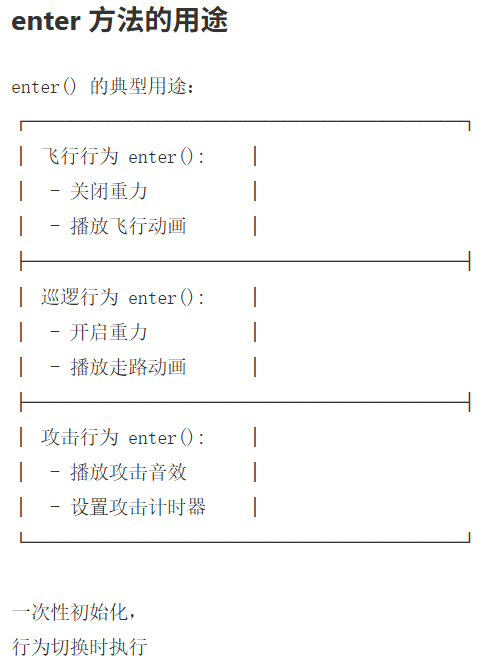 enter 方法的用途
enter() 的典型用途：
飞行行为 enter():
- 关闭重力
- 播放飞行动画
巡逻行为 enter():
- 开启重力
- 播放走路动画
攻击行为 enter():
- 播放攻击音效
- 设置攻击计时器
一次性初始化，
行为切换时执行